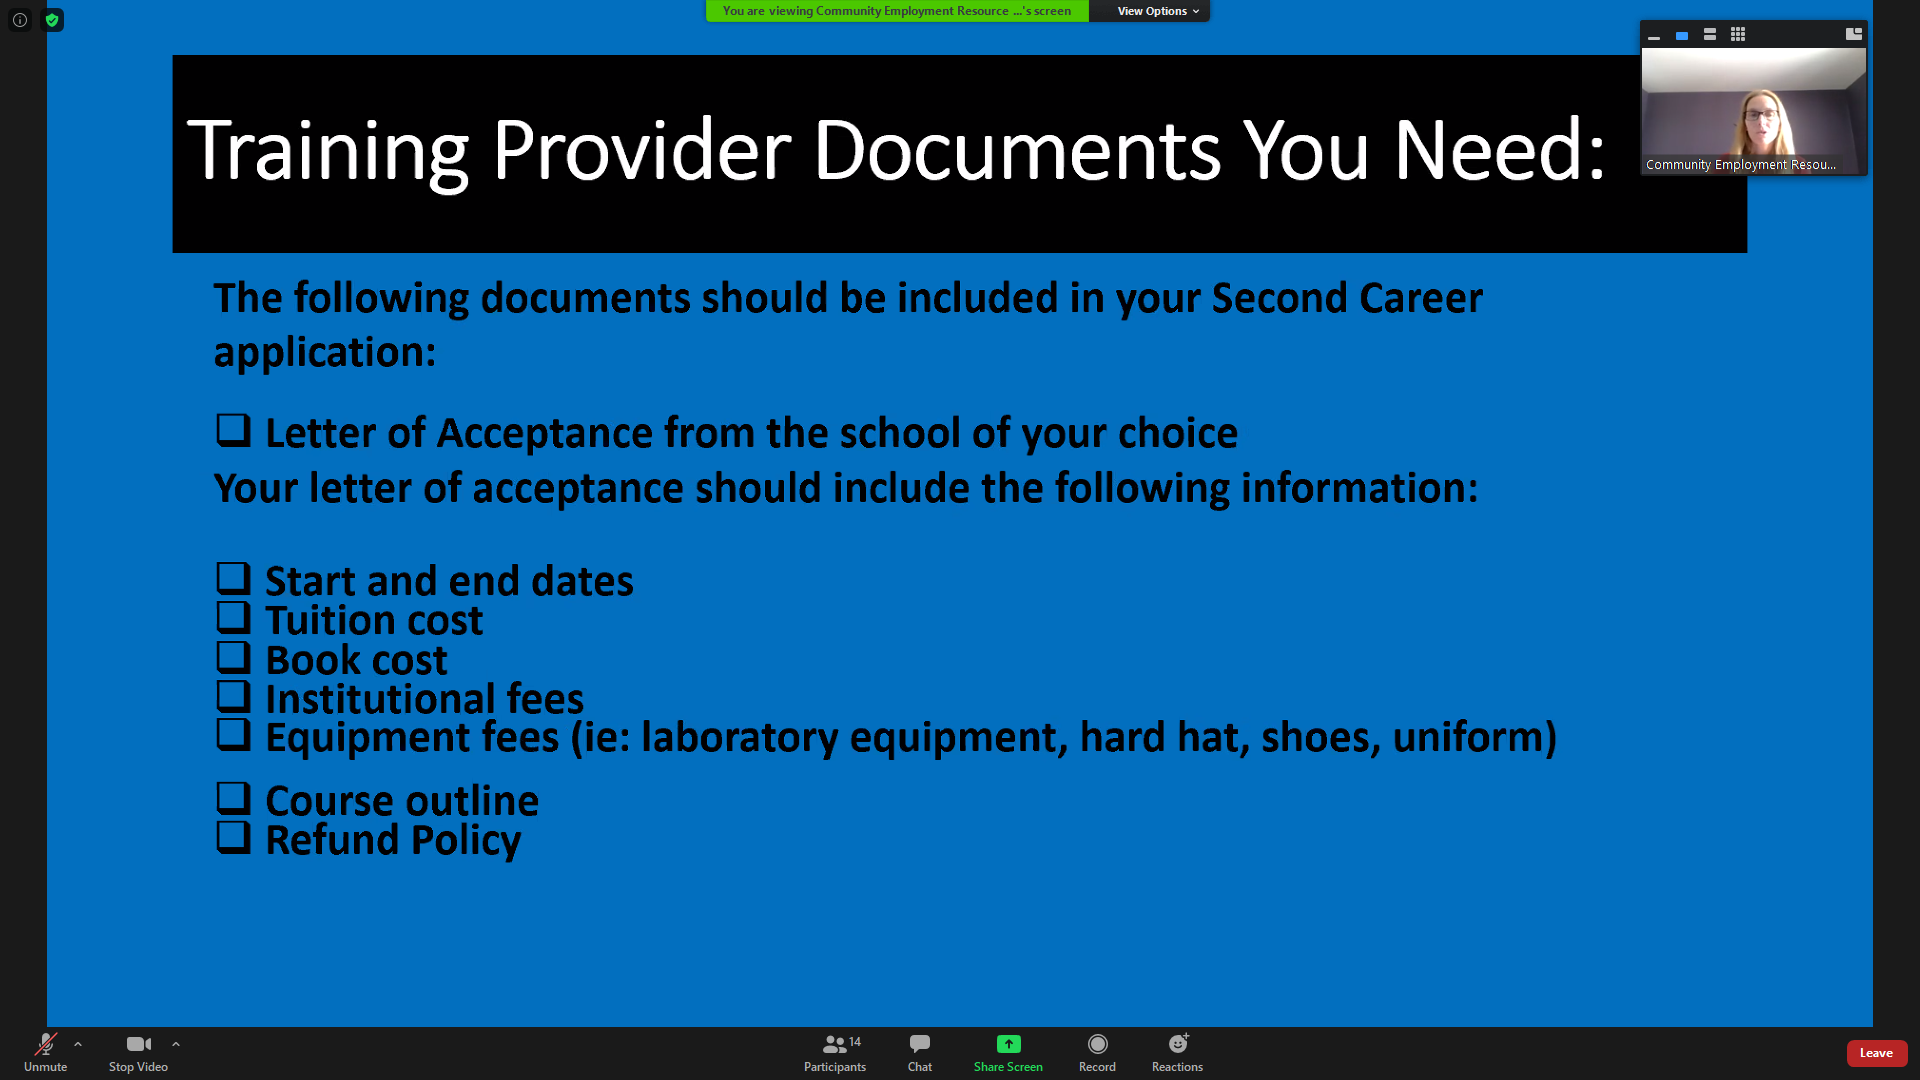 You are viewing Community Employment Resource ...'s screen
View Options
Training Provider Documents You Need:
Community Employment Resou...
The following documents should be included in your Second Career
application:
❑ Letter of Acceptance from the school of your choice
Your letter of acceptance should include the following information:
❑ Start and end dates
❑ Tuition cost
❑ Book cost
❑ Institutional fees
❑ Equipment fees (ie: laboratory equipment, hard hat, shoes, uniform)
❑ Course outline
❑ Refund Policy
Unmute
Stop Video
14
Participants
Chat
Share Screen
Record
Reactions
Leave